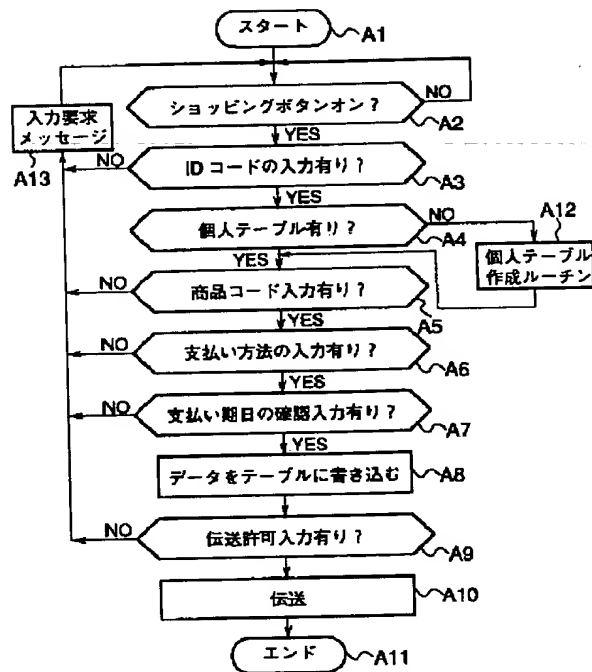 スタート
A1
ショッピングボタンオン?
NO
A2
入力要求
メッセージ
A13
YES
IDコードの入力有り?
NO
A3
YES
個人テーブル有り?
NO
A4
A12
個人テーブル
作成ルーチン
YES
商品コード入力有り?
NO
A5
YES
支払い方法の入力有り?
NO
A6
YES
支払い期日の確認入力有り?
NO
A7
YES
データをテーブルに書き込む
A8
伝送許可入力有り?
NO
A9
伝送
A10
エンド
A11